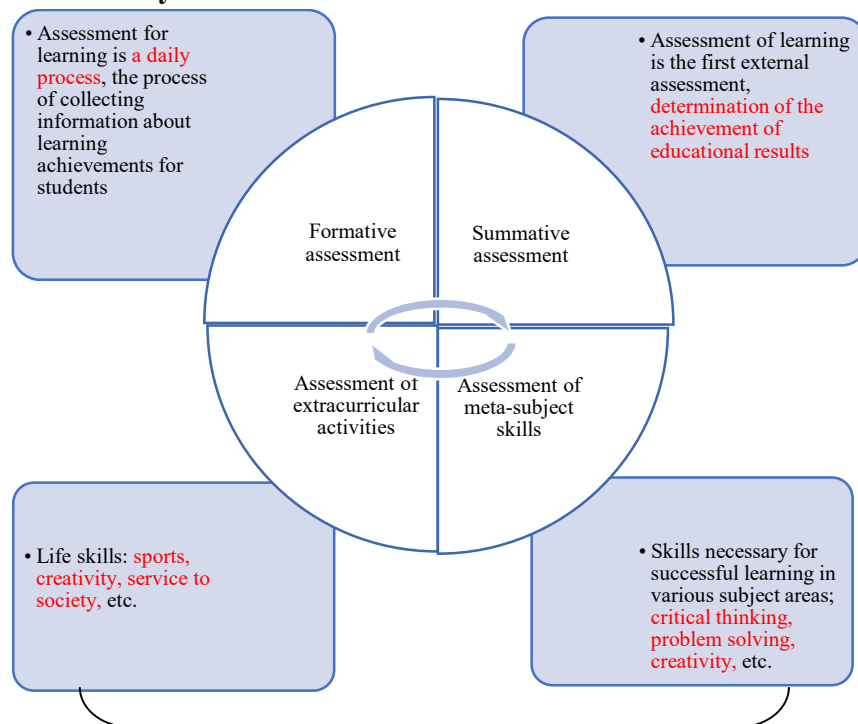 • Assessment for
learning is a daily
process, the process
of collecting
information about
learning
achievements for
students
• Assessment of learning
is the first external
assessment,
determination of the
achievement of
educational results
Formative
assessment
Summative
assessment
Assessment of
extracurricular
activities
Assessment of
meta-subject
skills
• Life skills: sports,
creativity, service to
society, etc.
• Skills necessary for
successful learning in
various subject areas;
critical thinking,
problem solving,
creativity, etc.